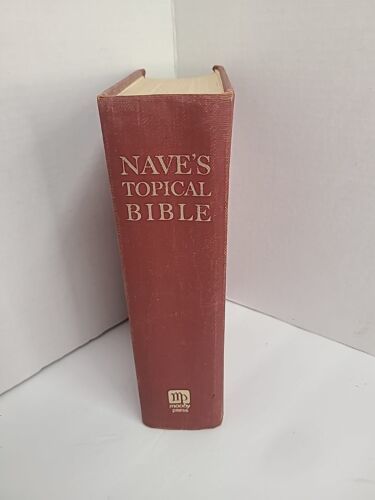 NAVE'S
TOPICAL
BIBLE
mp
moody
press